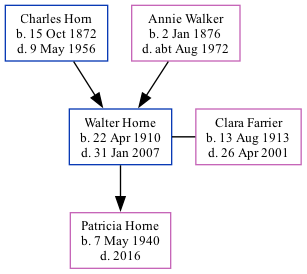 Charles Horn
b. 15 Oct 1872
d. 9 May 1956
Annie Walker
b. 2 Jan 1876
d. abt Aug 1972
Walter Horne
b. 22 Apr 1910
d. 31 Jan 2007
Clara Farrier
b. 13 Aug 1913
d. 26 Apr 2001
Patricia Horne
b. 7 May 1940
d. 2016